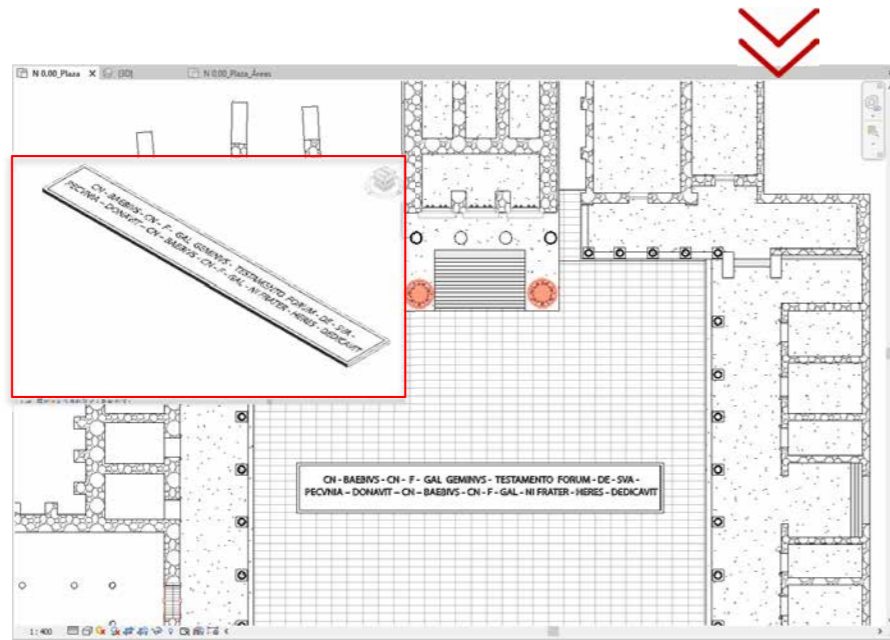 N 0.00_Plaza X {3D} N 0.00_Plaza_Áreas
CN - BAEBIVS - CN - F - GAL GEMINVS - TESTAMENTO FORUM - DE - SVA -
PECVNIA - DONAVIT - CN - BAEBIVS - CN - F - GAL - NI FRATER - HERES - DEDICAVIT
CN - BAEBIVS - CN - F - GAL GEMINVS - TESTAMENTO FORUM - DE - SVA -
PECVNIA – DONAVIT – CN – BAEBIVS - CN - F - GAL - NI FRATER - HERES - DEDICAVIT
1 : 400